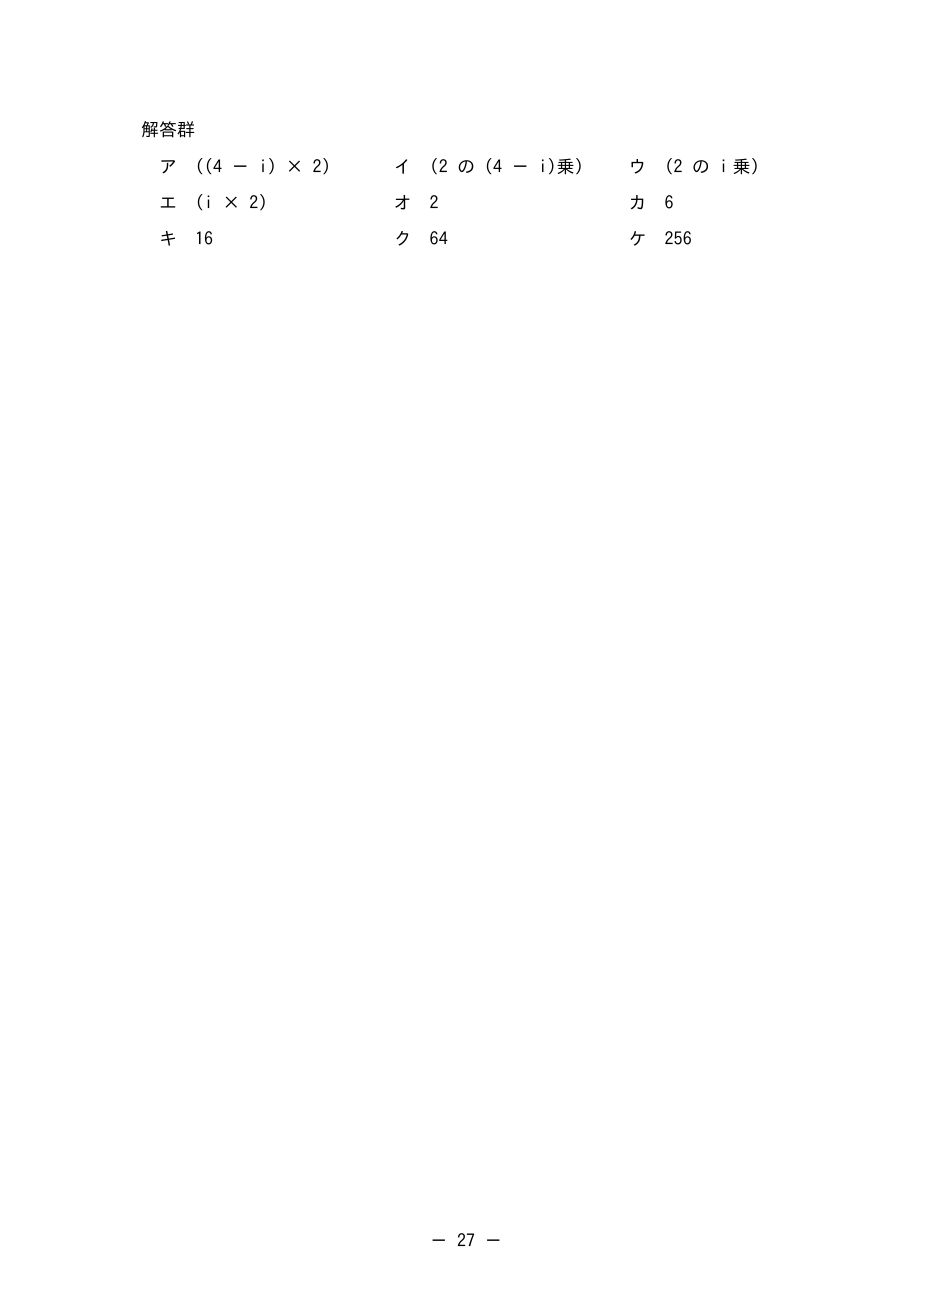 解答群
ア ((4 － i) × 2) イ (2 の (4 － i)乗) ウ (2 の i 乗)
エ (i × 2) オ 2 カ 6
キ 16 ク 64 ケ 256
－ 27 －